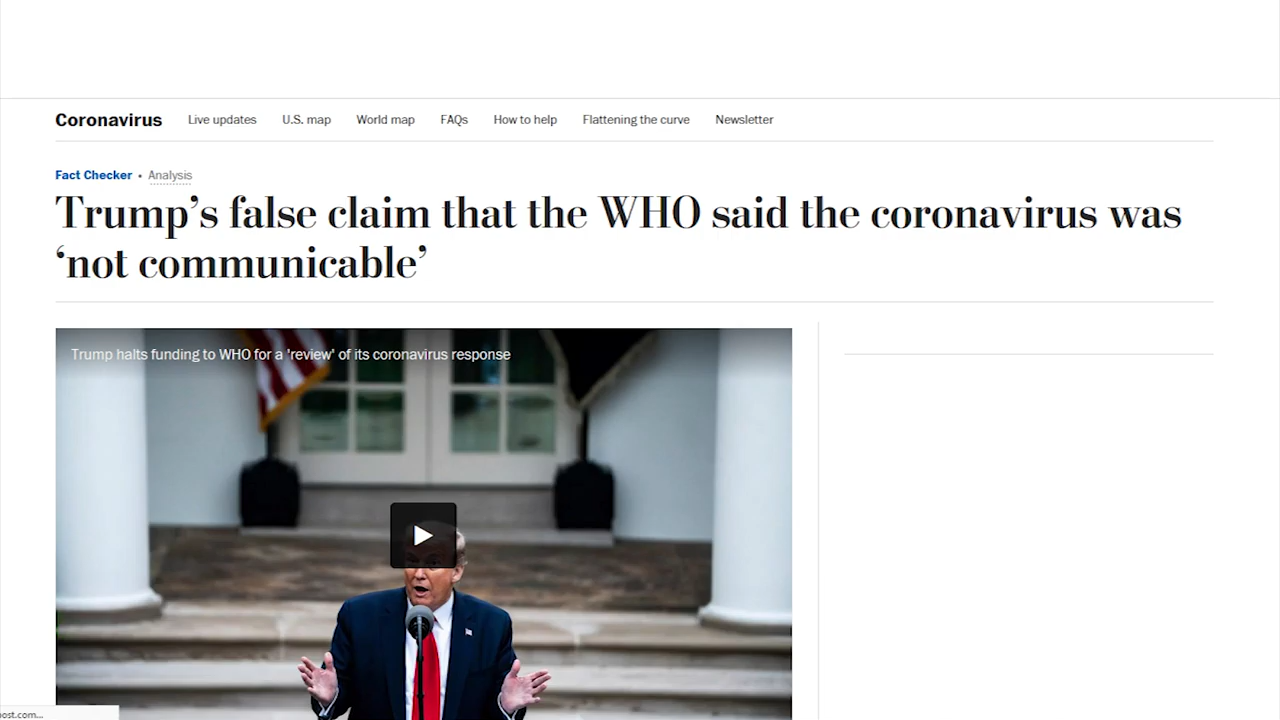 Coronavirus Live updates U.S. map World map FAQs How to help Flattening the curve Newsletter
Fact Checker • Analysis
Trump’s false claim that the WHO said the coronavirus was
‘not communicable’
Trump halts funding to WHO for a 'review' of its coronavirus response
post.com...